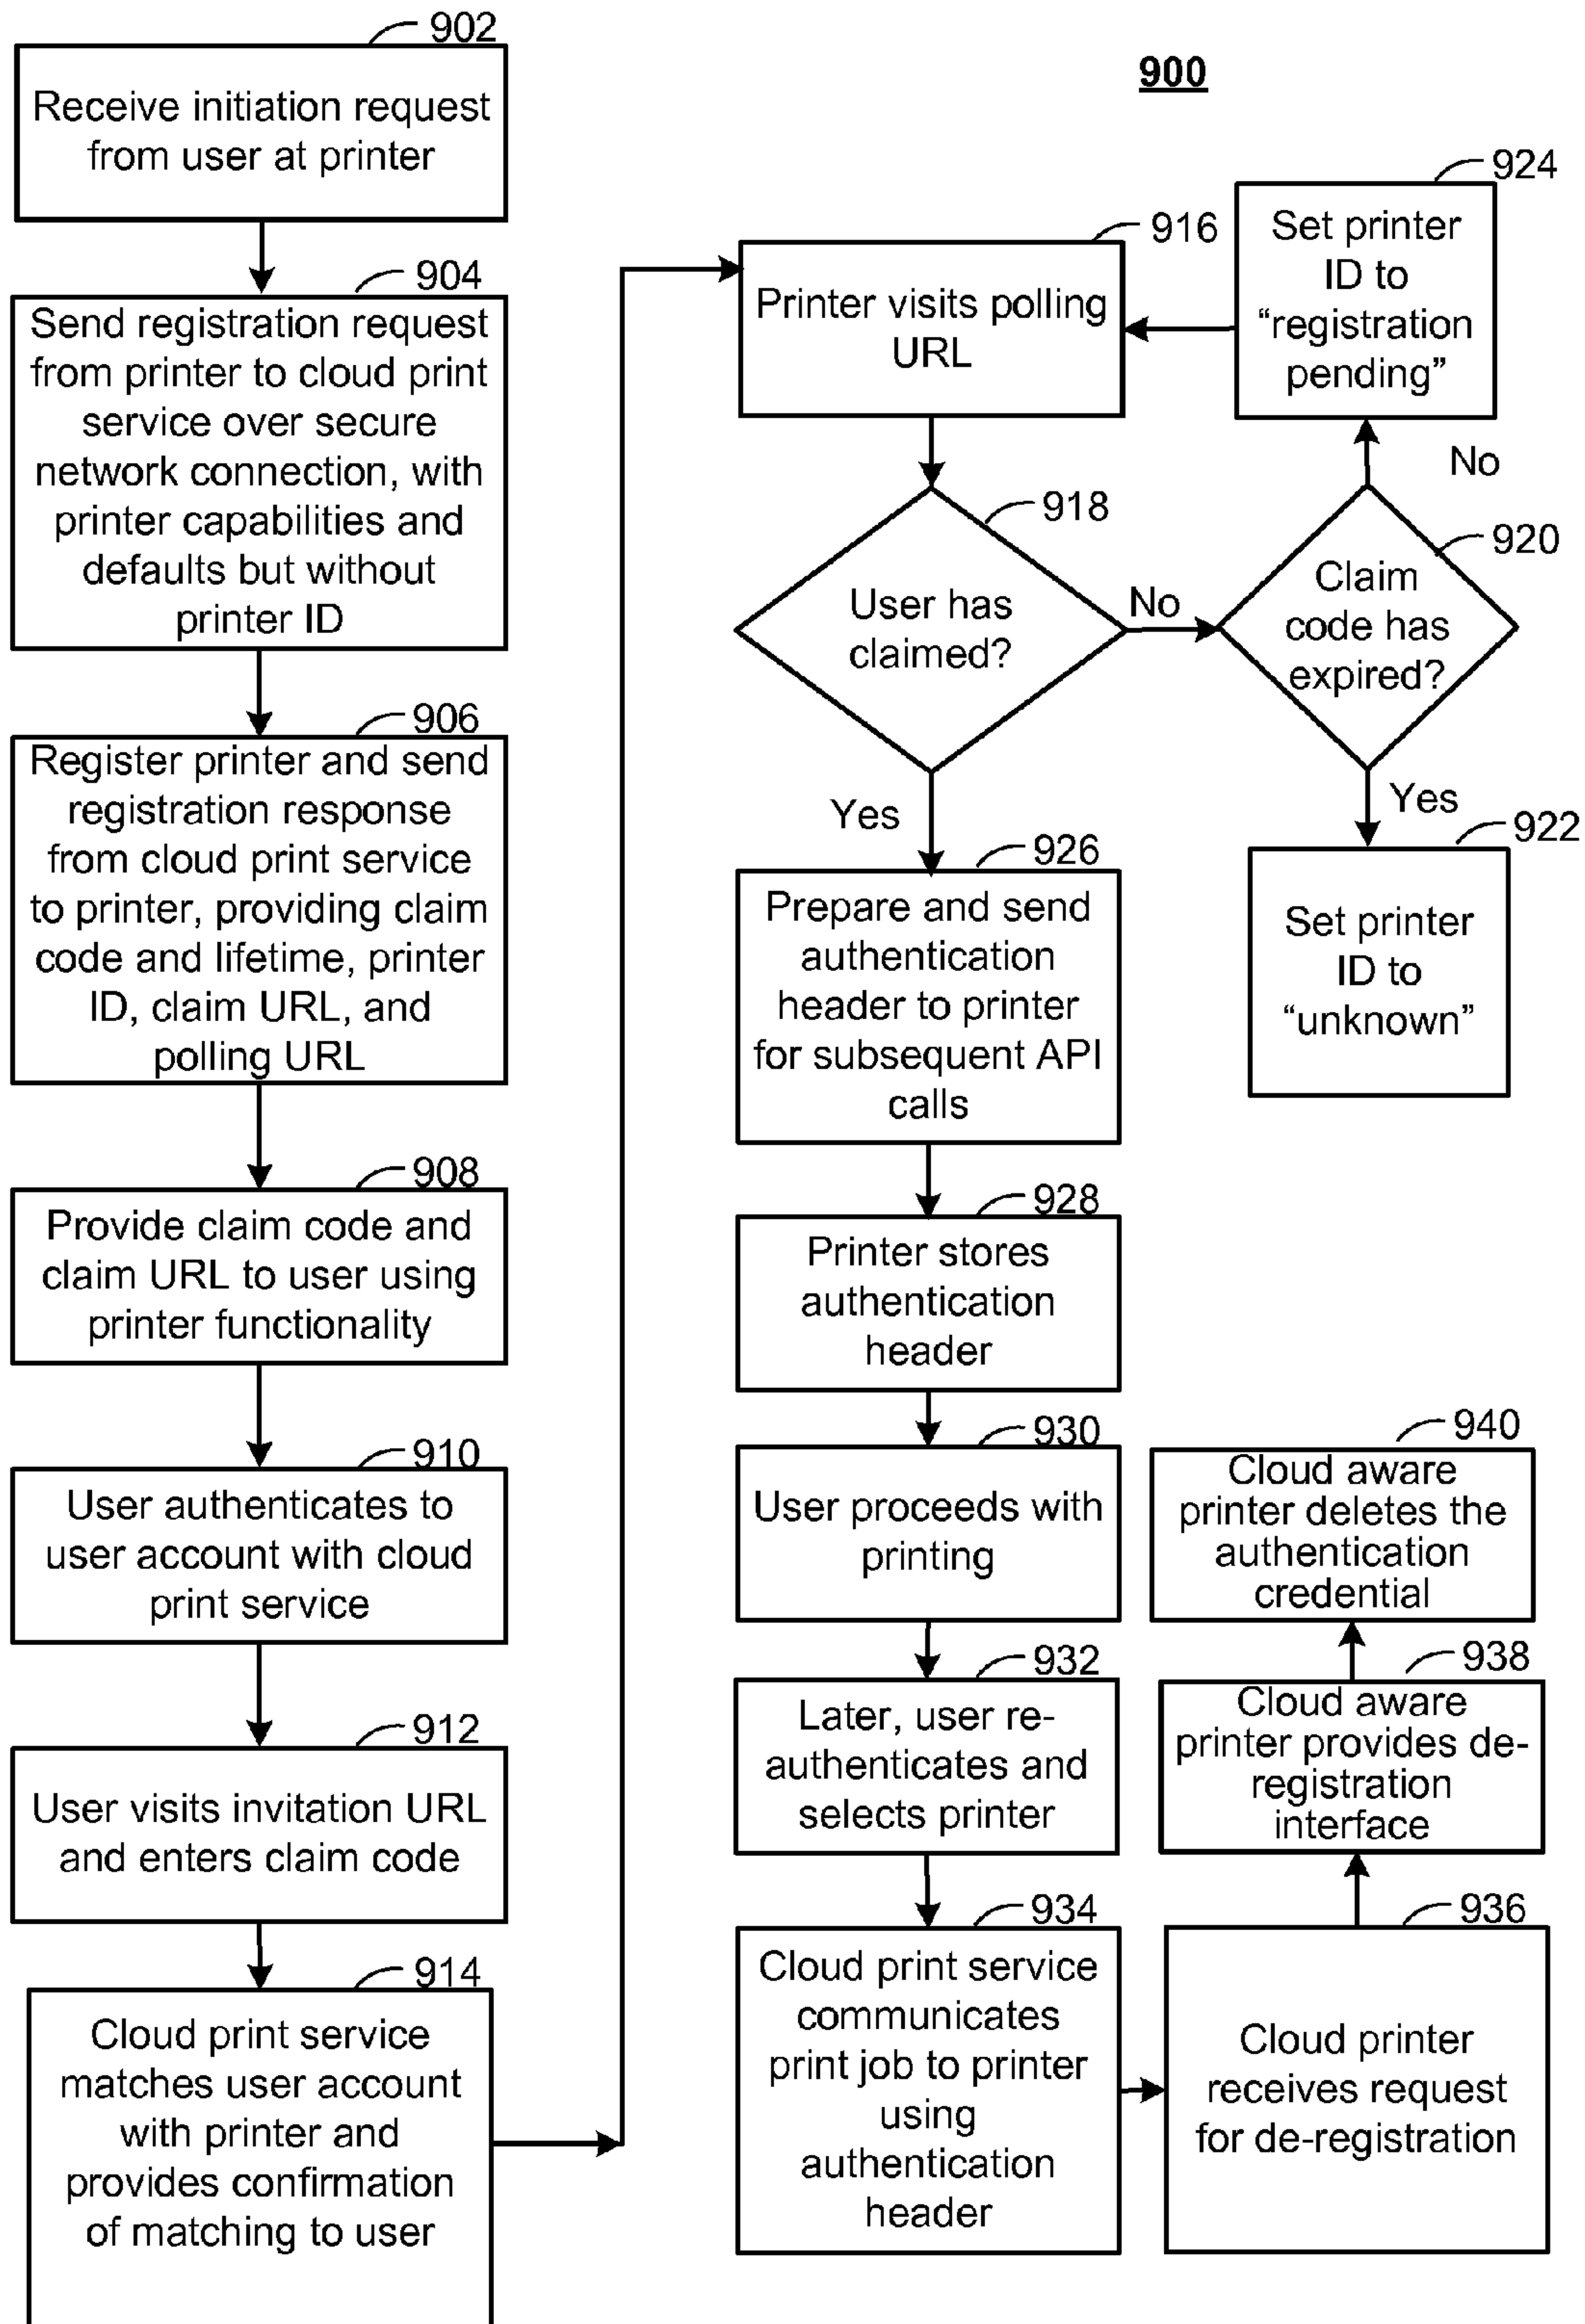 902
Receive initiation request
from user at printer
904
Send registration request
from printer to cloud print
service over secure
network connection, with
printer capabilities and
defaults but without
printer ID
906
Register printer and send
registration response
from cloud print service
to printer, providing claim
code and lifetime, printer
ID, claim URL, and
polling URL
908
Provide claim code and
claim URL to user using
printer functionality
910
User authenticates to
user account with cloud
print service
912
User visits invitation URL
and enters claim code
914
Cloud print service
matches user account
with printer and
provides confirmation
of matching to user
900
916
Printer visits polling
URL
918
User has
claimed?
No
920
Claim
code has
expired?
No
924
Set printer
ID to
“registration
pending”
Yes
922
Set printer
ID to
“unknown”
Yes
926
Prepare and send
authentication
header to printer
for subsequent API
calls
928
Printer stores
authentication
header
930
User proceeds with
printing
932
Later, user re-
authenticates and
selects printer
934
Cloud print service
communicates
print job to printer
using
authentication
header
936
Cloud printer
receives request
for de-registration
938
Cloud aware
printer provides de-
registration
interface
940
Cloud aware
printer deletes the
authentication
credential